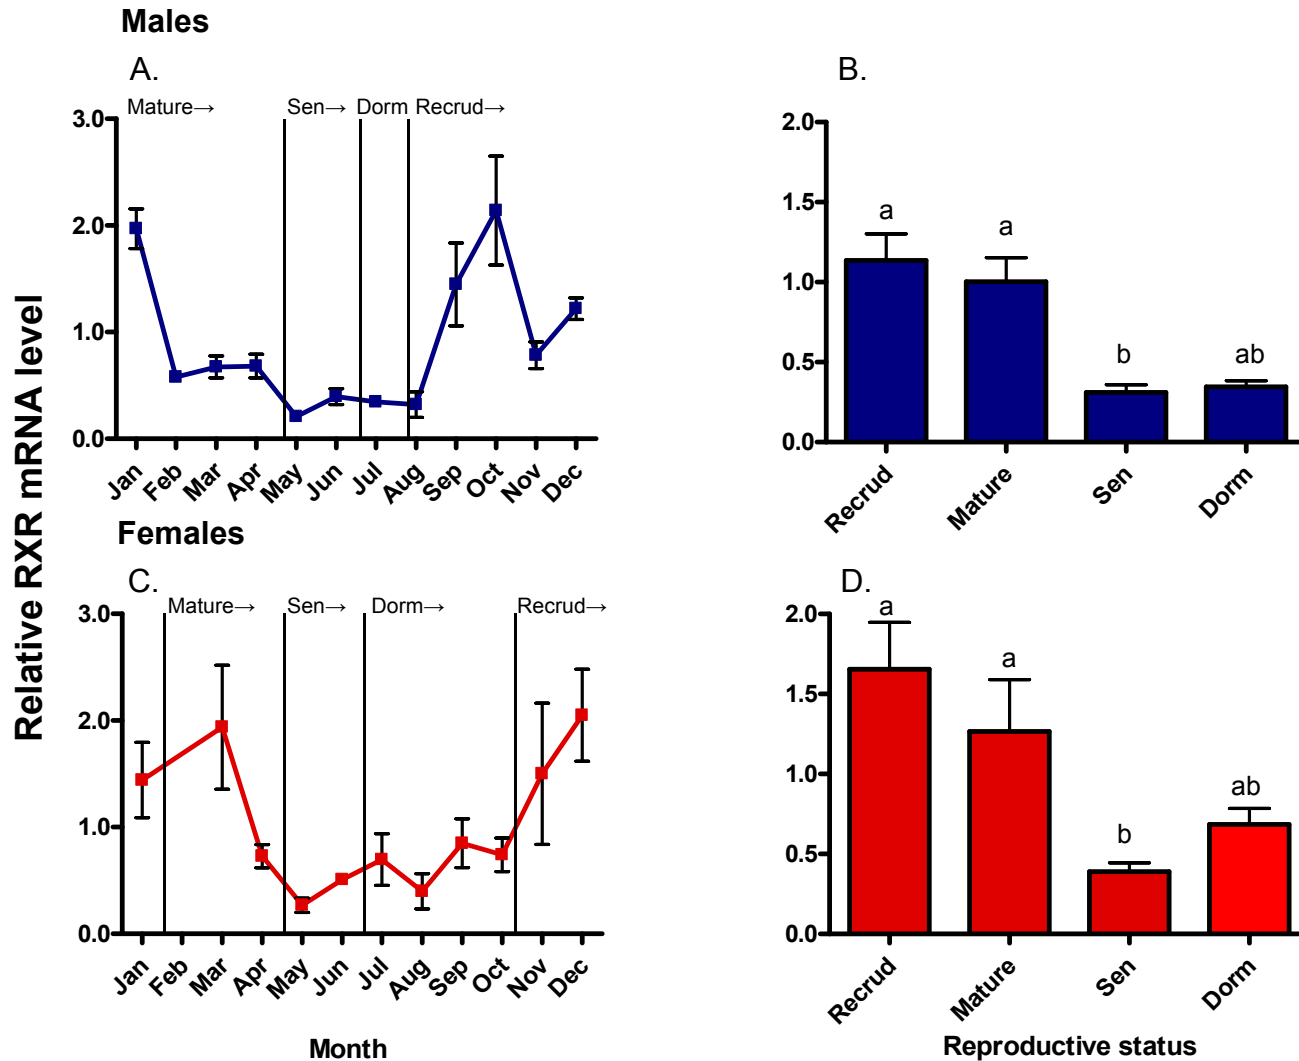 Males
A.
Mature→ Sen→ Dorm Recrud→
3.0
2.0
1.0
0.0
Jan Feb Mar Apr May Jun Jul Aug Sep Oct Nov Dec
B.
2.0
1.5
1.0
0.5
0.0
a a b ab
Recrud Mature Sen Dorm
Relative RXR mRNA level
Females
C.
Mature→ Sen→ Dorm→ Recrud→
3.0
2.0
1.0
0.0
Jan Feb Mar Apr May Jun Jul Aug Sep Oct Nov Dec
Month
D.
2.0
1.5
1.0
0.5
0.0
a a b ab
Recrud Mature Sen Dorm
Reproductive status